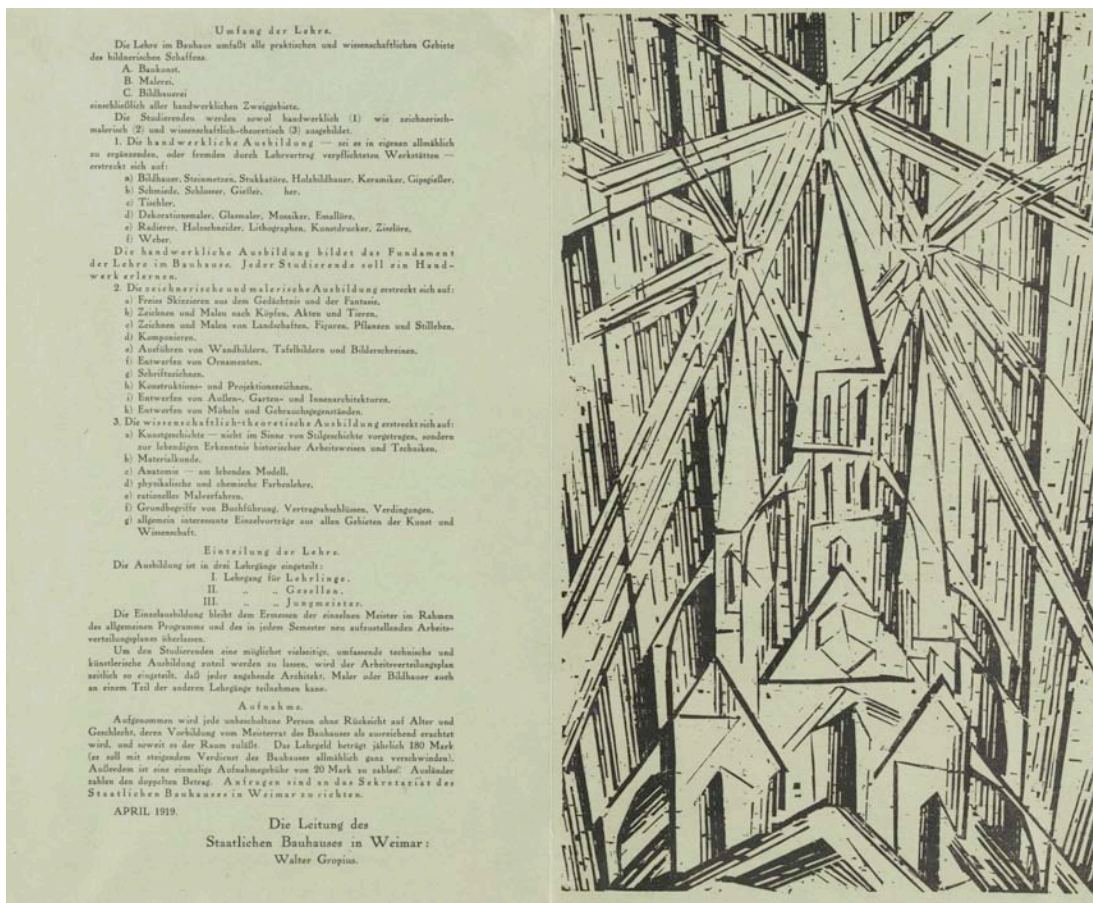 Umfang der Lehre.
Die Lehre im Bauhaus umfaßt alle praktischen und wissenschaftlichen Gebiete
des bildnerischen Schaffens.
A. Baukunst,
B. Malerei,
C. Bildhauerei
einschließlich aller handwerklichen Zweiggebiete.
Die Studierenden werden sowol handwerklich (1) wie zeichnerisch-
malerisch (2) und wissenschaftlich-theoretisch (3) ausgebildet.
1. Die handwerkliche Ausbildung — sei es in eigenen allmählich
zu ergänzenden, oder fremden durch Lehrvertrag verpflichteten Werkstätten —
erstreckt sich auf:
a) Bildhauer, Steinmetzen, Stukkatöre, Holzbildhauer, Keramiker, Gipsgießer,
b) Schmiede, Schlosser, Gießer, her,
c) Tischler,
d) Dekorationsmaler, Glasmaler, Mosaiker, Emallöre,
e) Radierer, Holzschneider, Lithographen, Kunstdrucker, Ziselöre,
f) Weber.
Die handwerkliche Ausbildung bildet das Fundament
der Lehre im Bauhause. Jeder Studierende soll ein Hand-
werk erlernen.
2. Die zeichnerische und malerische Ausbildung erstreckt sich auf:
a) Freies Skizzieren aus dem Gedächtnis und der Fantasie,
b) Zeichnen und Malen nach Köpfen, Akten und Tieren,
c) Zeichnen und Malen von Landschaften, Figuren, Pflanzen und Stilleben,
d) Komponieren,
e) Ausführen von Wandbildern, Tafelbildern und Bilderschreinen,
f) Entwerfen von Ornamenten,
g) Schriftzeichnen,
h) Konstruktions- und Projektionszeichnen,
i) Entwerfen von Außen-, Garten- und Innenarchitekturen,
k) Entwerfen von Möbeln und Gebrauchsgegenständen.
3. Die wissenschaftlich-theoretische Ausbildung erstreckt sich auf:
a) Kunstgeschichte — nicht im Sinne von Stilgeschichte vorgetragen, sondern
zur lebendigen Erkenntnis historischer Arbeitsweisen und Techniken,
b) Materialkunde,
c) Anatomie — am lebenden Modell,
d) physikalische und chemische Farbenlehre,
e) rationelles Malverfahren,
f) Grundbegriffe von Buchführung, Vertragsabschlüssen, Verdingungen,
g) allgemein interessante Einzelvorträge aus allen Gebieten der Kunst und
Wissenschaft.
Einteilung der Lehre.
Die Ausbildung ist in drei Lehrgänge eingeteilt:
I. Lehrgang für Lehrlinge,
II. „ „ Gesellen,
III. „ „ Jungmeister.
Die Einzelausbildung bleibt dem Ermessen der einzelnen Meister im Rahmen
des allgemeinen Programms und des in jedem Semester neu aufzustellenden Arbeits-
verteilungsplanes überlassen.
Um den Studierenden eine möglichst vielseitige, umfassende technische und
künstlerische Ausbildung zuteil werden zu lassen, wird der Arbeitsverteilungsplan
zeitlich so eingeteilt, daß jeder angehende Architekt, Maler oder Bildhauer auch
an einem Teil der anderen Lehrgänge teilnehmen kann.
Aufnahme.
Aufgenommen wird jede unbescholtene Person ohne Rücksicht auf Alter und
Geschlecht, deren Vorbildung vom Meisterrat des Bauhauses als ausreichend erachtet
wird, und soweit es der Raum zuläßt. Das Lehrgeld beträgt jährlich 180 Mark
(es soll mit steigendem Verdienst des Bauhauses allmählich ganz verschwinden).
Außerdem ist eine einmalige Aufnahmegebühr von 20 Mark zu zahlen. Ausländer
zahlen den doppelten Betrag. Anfragen sind an das Sekretariat des
Staatlichen Bauhauses in Weimar zu richten.
APRIL 1919.
Die Leitung des
Staatlichen Bauhauses in Weimar:
Walter Gropius.